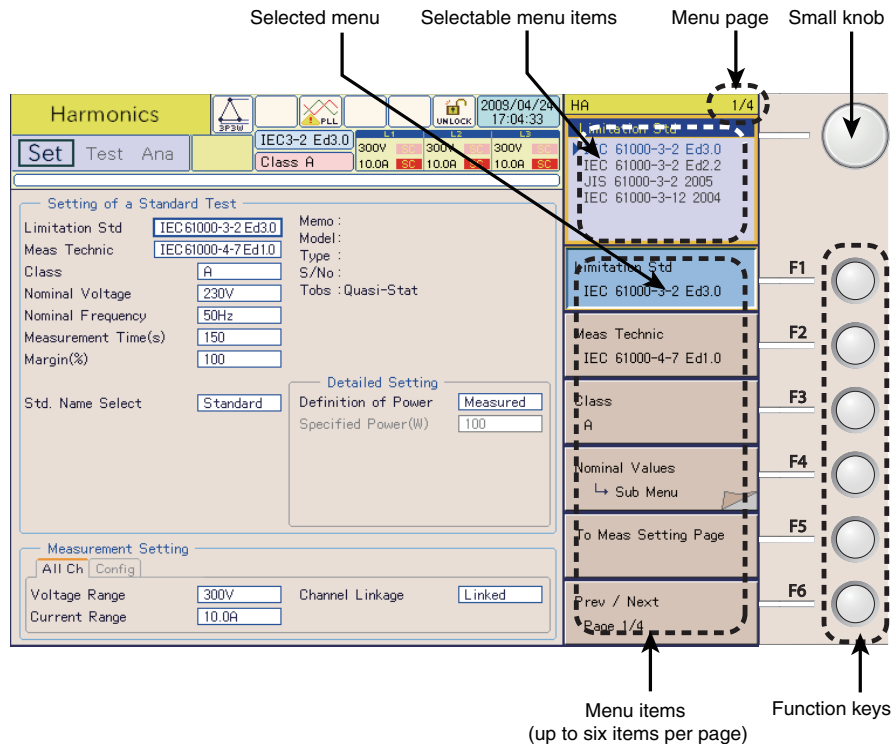 Selected menu
Selectable menu items
Menu page
Small knob
Harmonics
3P3W
PLL
UNLOCK
2009/04/24
17:04:33
HA 1/4
Set Test Ana
IEC3-2 Ed3.0
Class A
L1 L2 L3
300V SC 300V SC 300V SC
10.0A SC 10.0A SC 10.0A SC
Limitation Std
IEC 61000-3-2 Ed3.0
IEC 61000-3-2 Ed2.2
JIS 61000-3-2 2005
IEC 61000-3-12 2004
Setting of a Standard Test
Limitation Std IEC 61000-3-2 Ed3.0
Meas Technic IEC 61000-4-7 Ed1.0
Class A
Nominal Voltage 230V
Nominal Frequency 50Hz
Measurement Time(s) 150
Margin(%) 100
Std. Name Select Standard
Memo :
Model :
Type :
S/No :
Tobs : Quasi-Stat
Detailed Setting
Definition of Power Measured
Specified Power(W) 100
Measurement Setting
All Ch Config
Voltage Range 300V Channel Linkage Linked
Current Range 10.0A
Limitation Std
IEC 61000-3-2 Ed3.0
F1
Meas Technic
IEC 61000-4-7 Ed1.0
F2
Class
A
F3
Nominal Values
Sub Menu
F4
To Meas Setting Page
F5
Prev / Next
Page 1/4
F6
Menu items
(up to six items per page)
Function keys